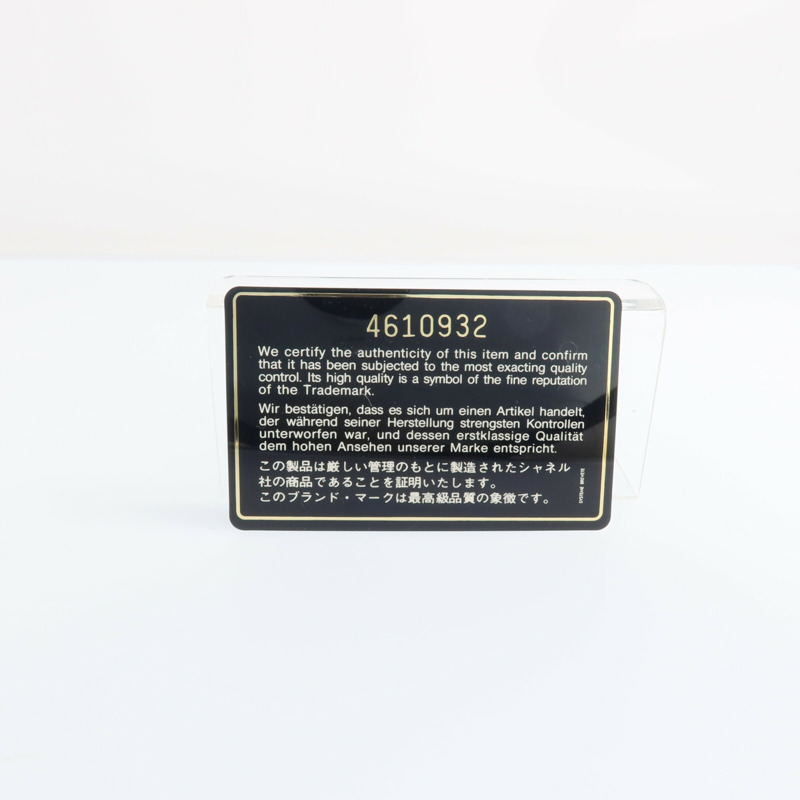 4610932
We certify the authenticity of this item and confirm
that it has been subjected to the most exacting quality
control. Its high quality is a symbol of the fine reputation
of the Trademark.
Wir bestätigen, dass es sich um einen Artikel handelt,
der während seiner Herstellung strengsten Kontrollen
unterworfen war, und dessen erstklassige Qualität
dem hohen Ansehen unserer Marke entspricht.
この製品は厳しい管理のもとに製造されたシャネル
社の商品であることを証明いたします。
このブランド・マークは最高級品質の象徴です。
SYSTEME